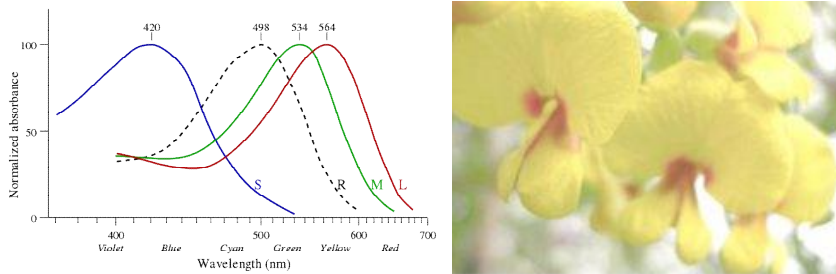 420 498 534 564
100
50
0
Normalized absorbance
S R M L
400 500 600 700
Violet Blue Cyan Green Yellow Red
Wavelength (nm)